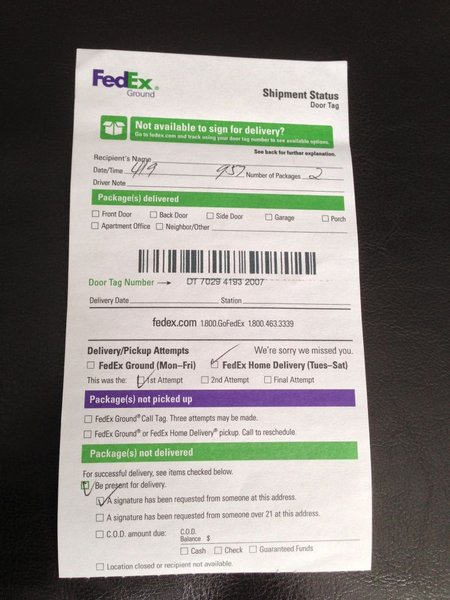 FedEx®
Ground
Shipment Status
Door Tag
Not available to sign for delivery?
Go to fedex.com and track using your door tag number to see available options.
See back for further explanation.
Recipient's Name
Date/Time 4/9 957 Number of Packages 2
Driver Note
Package(s) delivered
Front Door Back Door Side Door Garage Porch
Apartment Office Neighbor/Other
Door Tag Number → DT 7029 4193 2007
Delivery Date Station
fedex.com 1.800.GoFedEx 1.800.463.3339
Delivery/Pickup Attempts We're sorry we missed you.
FedEx Ground (Mon–Fri) FedEx Home Delivery (Tues–Sat)
This was the: 1st Attempt 2nd Attempt Final Attempt
Package(s) not picked up
FedEx Ground® Call Tag. Three attempts may be made.
FedEx Ground® or FedEx Home Delivery® pickup. Call to reschedule.
Package(s) not delivered
For successful delivery, see items checked below.
Be present for delivery.
A signature has been requested from someone at this address.
A signature has been requested from someone over 21 at this address.
C.O.D. amount due: C.O.D.
Balance $
Cash Check Guaranteed Funds
Location closed or recipient not available.